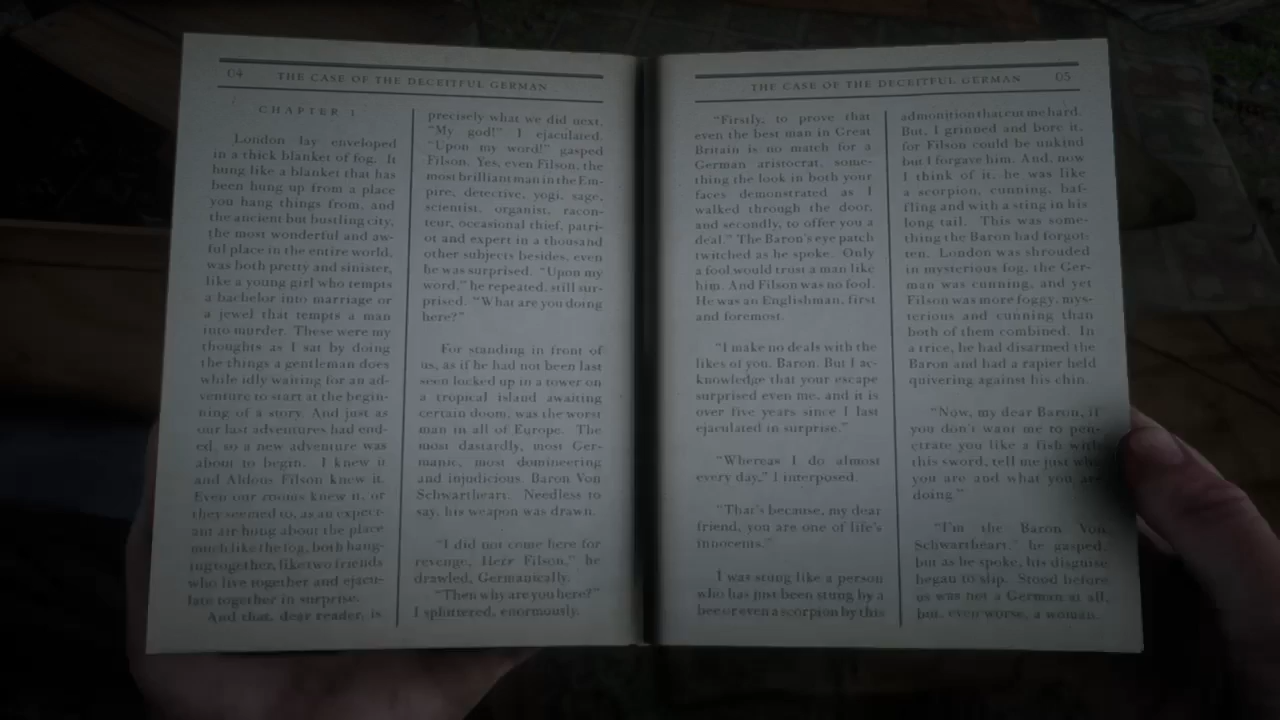 04
THE CASE OF THE DECEITFUL GERMAN
CHAPTER 1
London lay enveloped
in a thick blanket of fog. It
hung like a blanket that has
been hung up from a place
you hang things from, and
the ancient but bustling city,
the most wonderful and aw-
ful place in the entire world,
was both pretty and sinister,
like a young girl who tempts
a bachelor into marriage or
a jewel that tempts a man
into murder. These were my
thoughts as I sat by doing
the things a gentleman does
while idly waiting for an ad-
venture to start at the begin-
ning of a story. And just as
our last adventures had end-
ed, so a new adventure was
about to begin. I knew it
and Aldous Filson knew it.
Even our rooms knew it, or
they seemed to, as an expect-
ant air hung about the place
much like the fog, both hang-
ing together, like two friends
who live together and ejacu-
late together in surprise.
And that, dear reader, is
precisely what we did next.
"My god!" I ejaculated.
"Upon my word!" gasped
Filson. Yes, even Filson, the
most brilliant man in the Em-
pire, detective, yogi, sage,
scientist, organist, racon-
teur, occasional thief, patri-
ot and expert in a thousand
other subjects besides, even
he was surprised. "Upon my
word," he repeated, still sur-
prised. "What are you doing
here?"
For standing in front of
us, as if he had not been last
seen locked up in a tower on
a tropical island awaiting
certain doom, was the worst
man in all of Europe. The
most dastardly, most Ger-
manic, most domineering
and injudicious, Baron Von
Schwartheart. Needless to
say, his weapon was drawn.
"I did not come here for
revenge, Herr Filson," he
drawled, Germanically.
"Then why are you here?"
I splittered, enormously.
THE CASE OF THE DECEITFUL GERMAN
05
"Firstly, to prove that
even the best man in Great
Britain is no match for a
German aristocrat, some-
thing the look in both your
faces demonstrated as I
walked through the door,
and secondly, to offer you a
deal." The Baron's eye patch
twitched as he spoke. Only
a fool would trust a man like
him. And Filson was no fool.
He was an Englishman, first
and foremost.
"I make no deals with the
likes of you, Baron. But I ac-
knowledge that your escape
surprised even me, and it is
over five years since I last
ejaculated in surprise."
"Whereas I do almost
every day," I interposed.
"That's because, my dear
friend, you are one of life's
innocents."
I was stung like a person
who has just been stung by a
bee or even a scorpion by this
admonition that cut me hard.
But, I grinned and bore it,
for Filson could be unkind
but I forgave him. And, now
I think of it, he was like
a scorpion, cunning, baf-
fling and with a sting in his
long tail. This was some-
thing the Baron had forgot-
ten. London was shrouded
in mysterious fog, the Ger-
man was cunning, and yet
Filson was more foggy, mys-
terious and cunning than
both of them combined. In
a trice, he had disarmed the
Baron and had a rapier held
quivering against his chin.
"Now, my dear Baron, if
you don't want me to pen-
etrate you like a fish with
this sword, tell me just who
you are and what you are
doing."
"I'm the Baron Von
Schwartheart," he gasped,
but as he spoke, his disguise
began to slip. Stood before
us was not a German at all,
but, even worse, a woman.